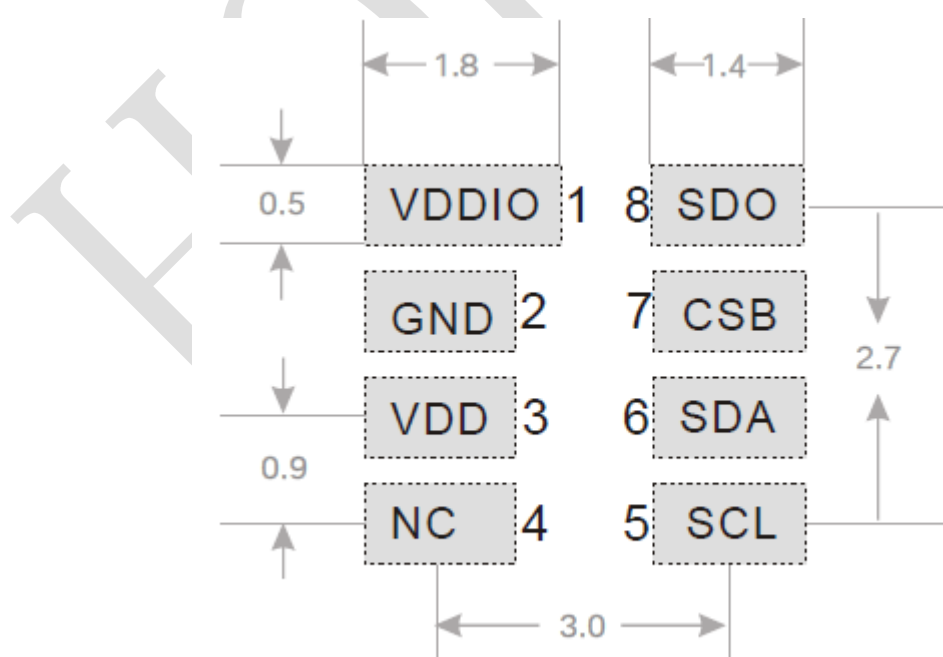 1.8 1.4
0.5 VDDIO 1 8 SDO
GND 2 7 CSB
2.7
VDD 3 6 SDA
0.9
NC 4 5 SCL
3.0